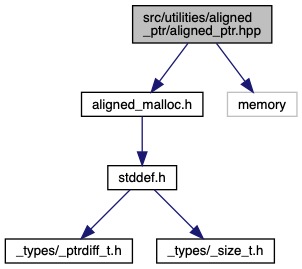 src/utilities/aligned
_ptr/aligned_ptr.hpp
aligned_malloc.h
memory
stddef.h
_types/_ptrdiff_t.h
_types/_size_t.h